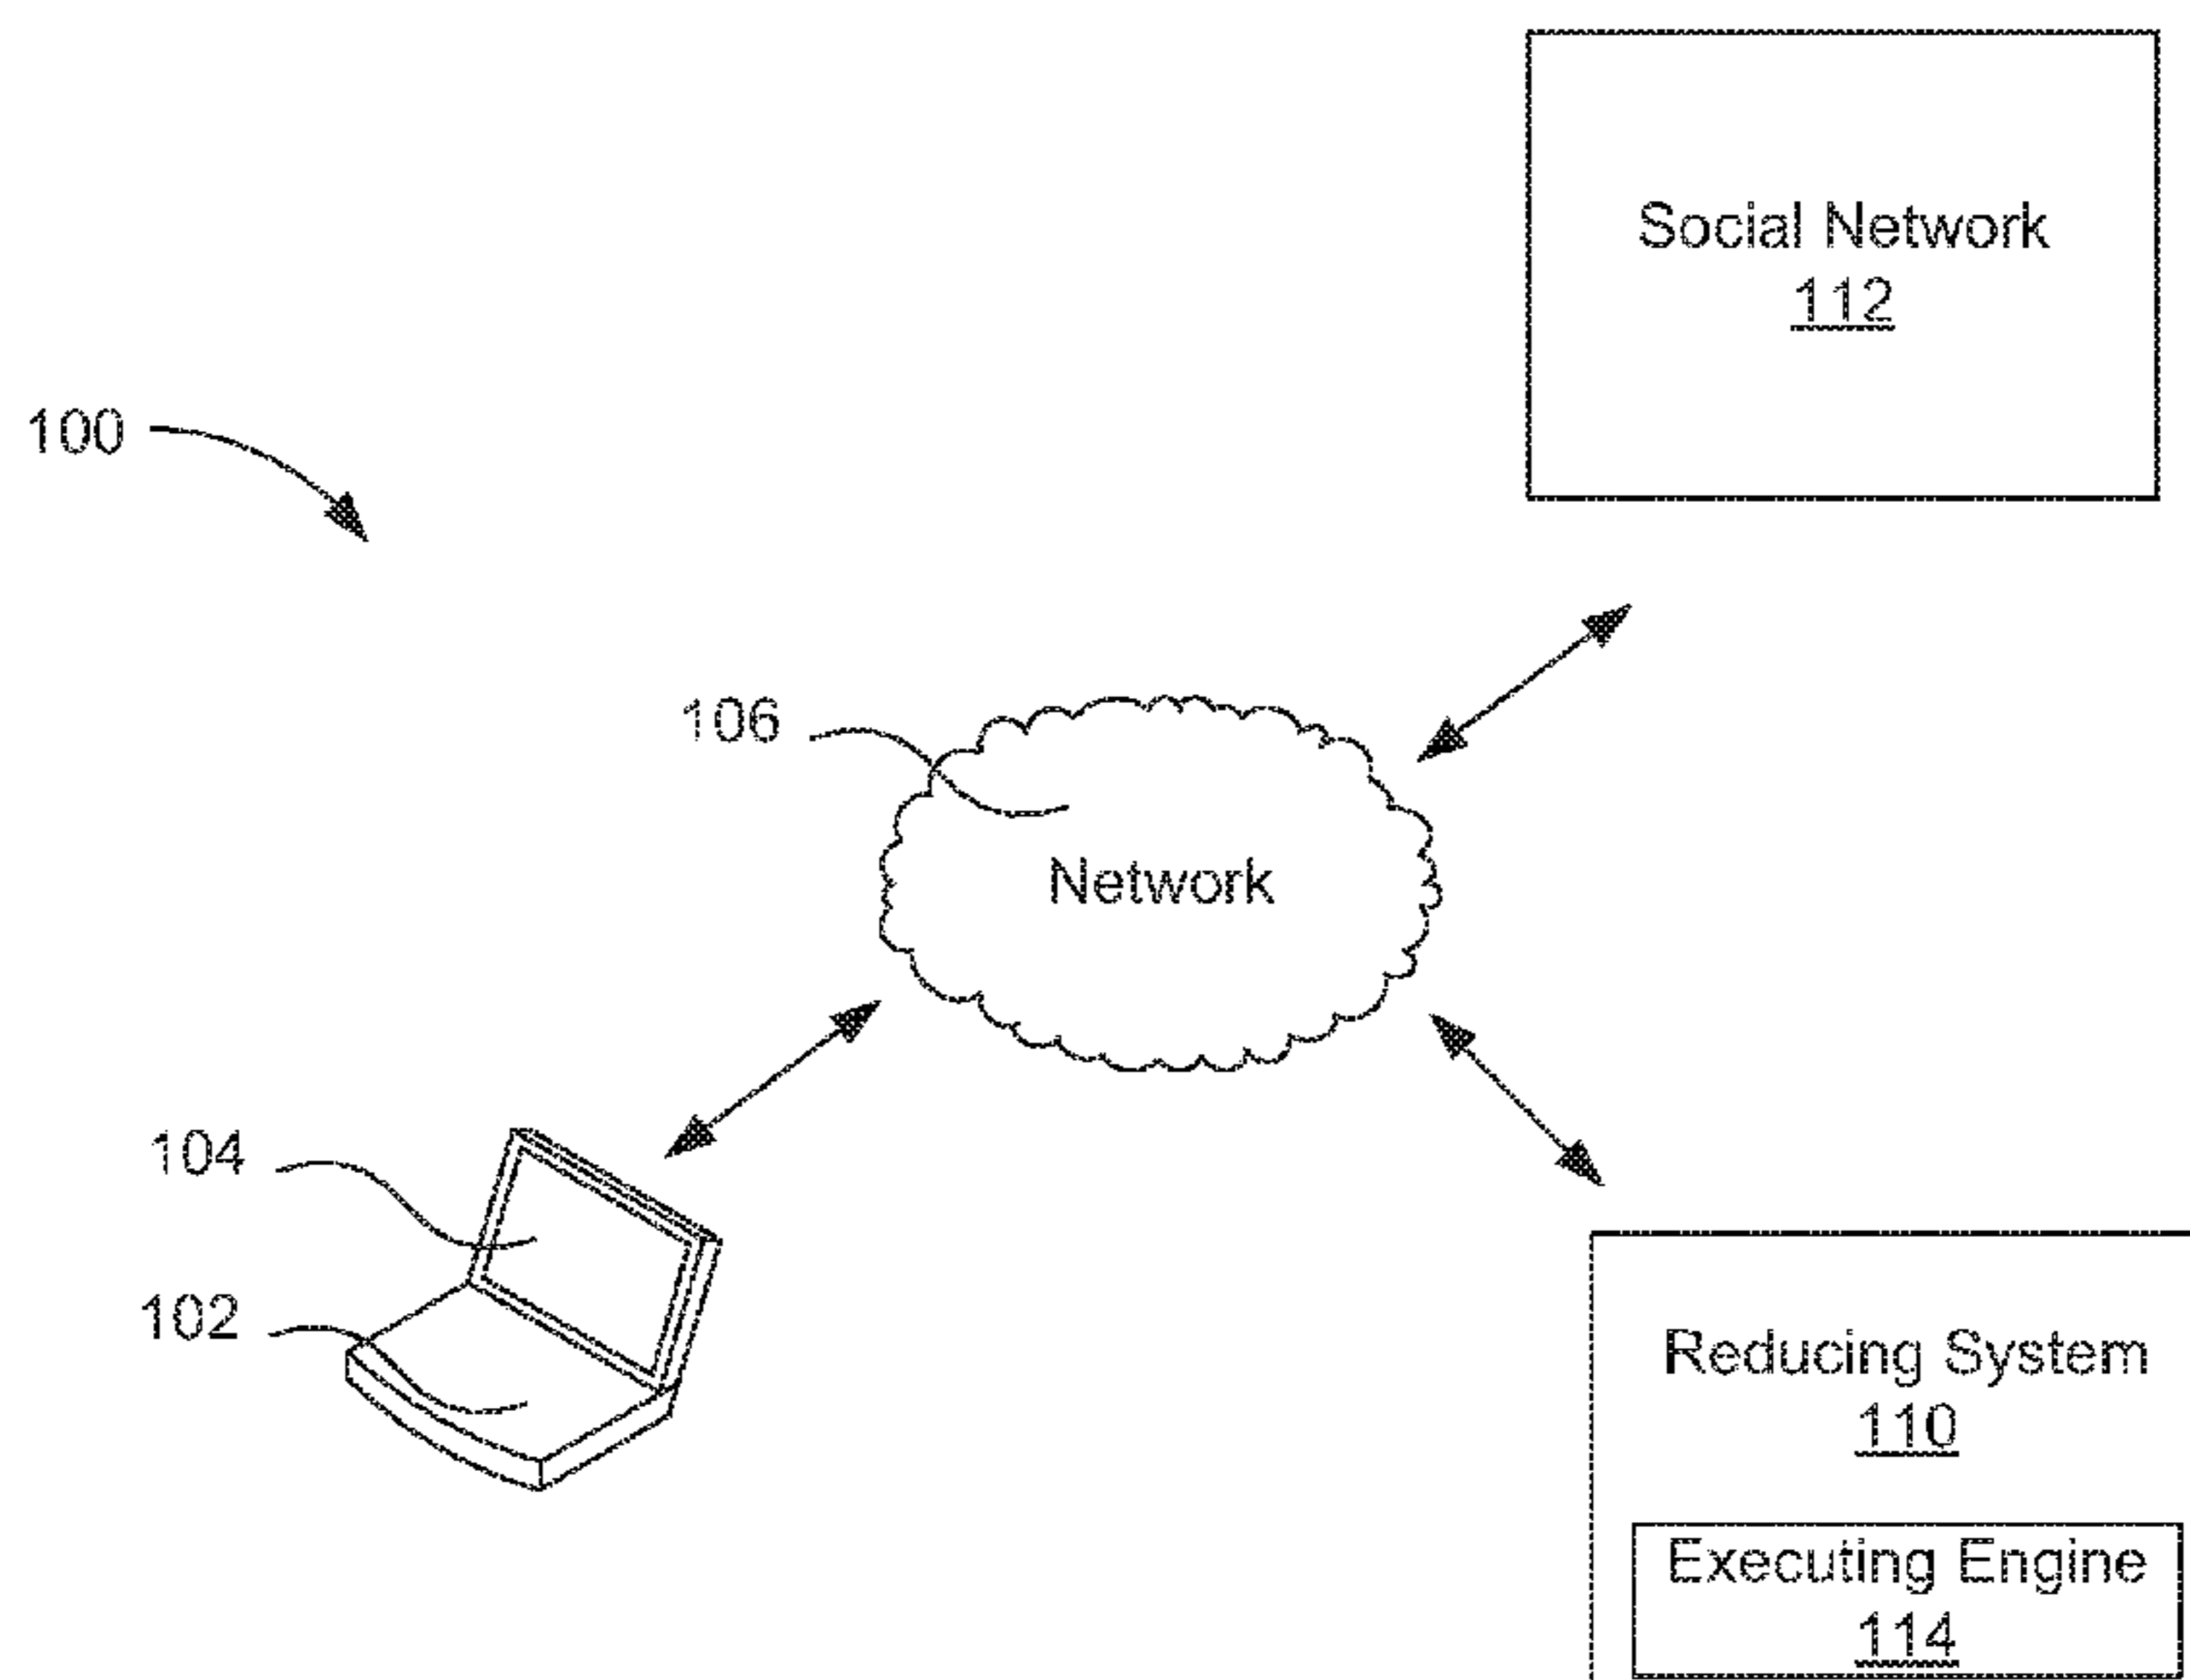 Social Network
112
100
106
Network
104
102
Reducing System
110
Executing Engine
114